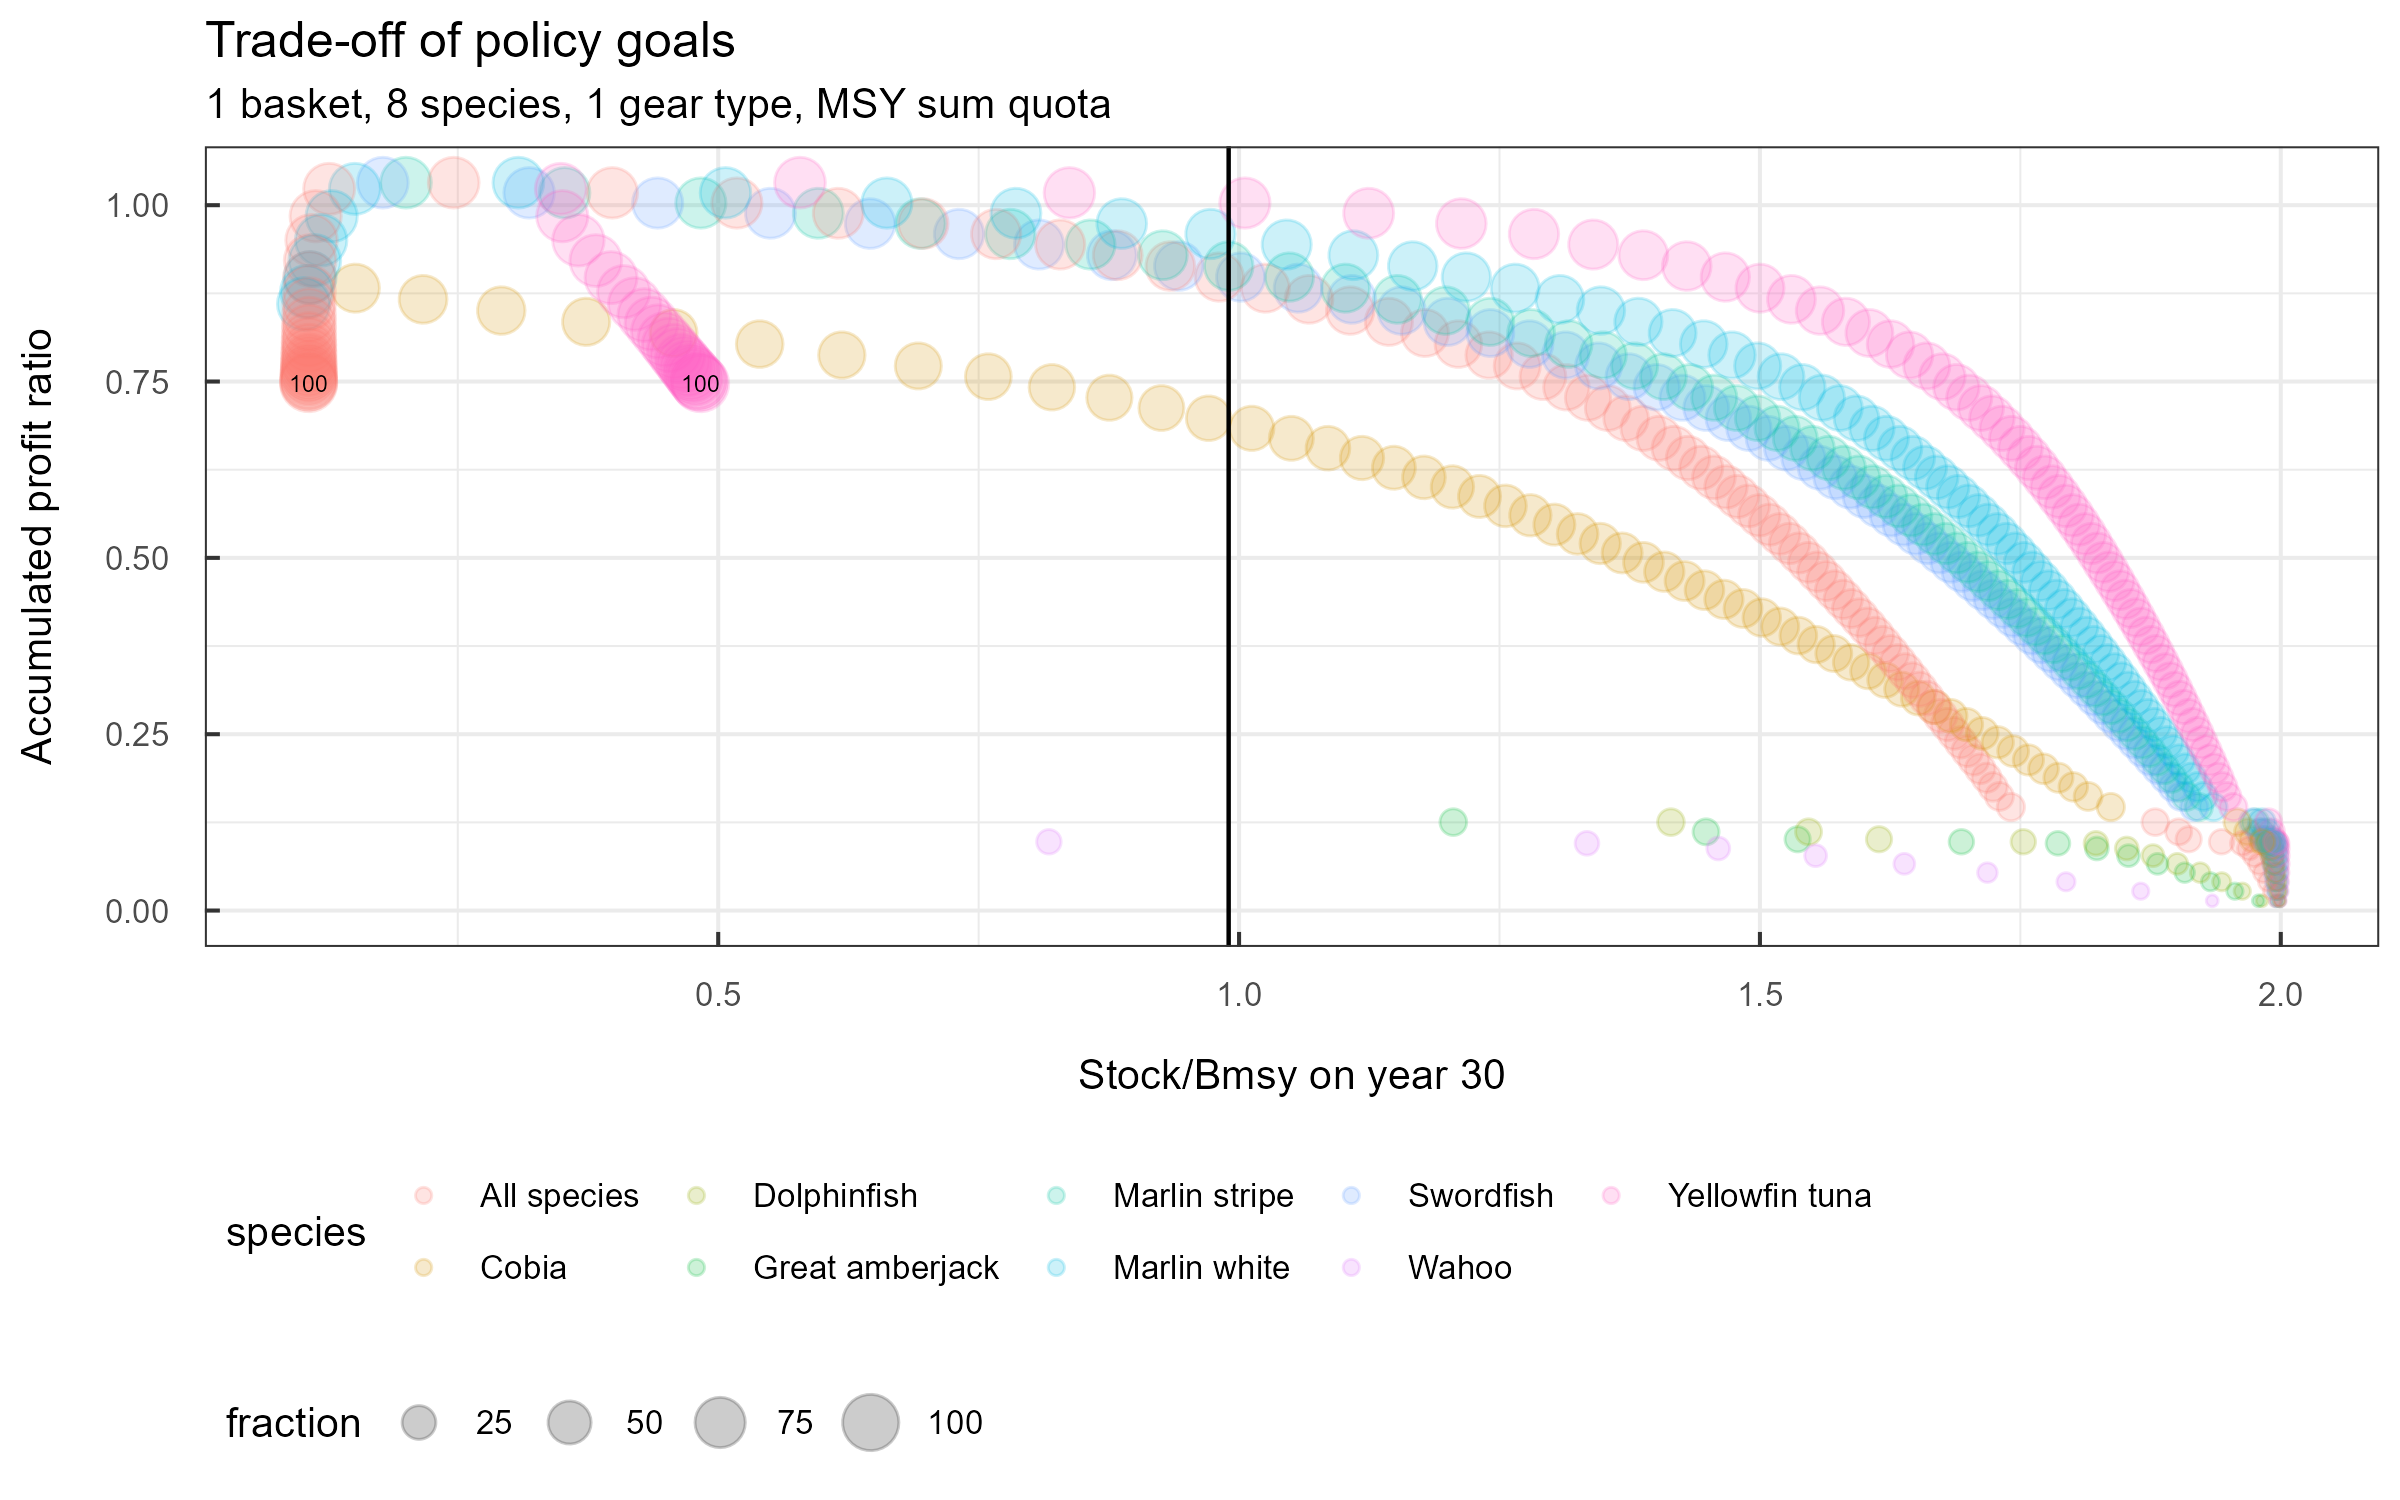 Trade-off of policy goals
1 basket, 8 species, 1 gear type, MSY sum quota
Accumulated profit ratio
1.00
0.75
0.50
0.25
0.00
100
100
0.5
1.0
1.5
2.0
Stock/Bmsy on year 30
species
All species
Dolphinfish
Marlin stripe
Swordfish
Yellowfin tuna
Cobia
Great amberjack
Marlin white
Wahoo
fraction
25
50
75
100